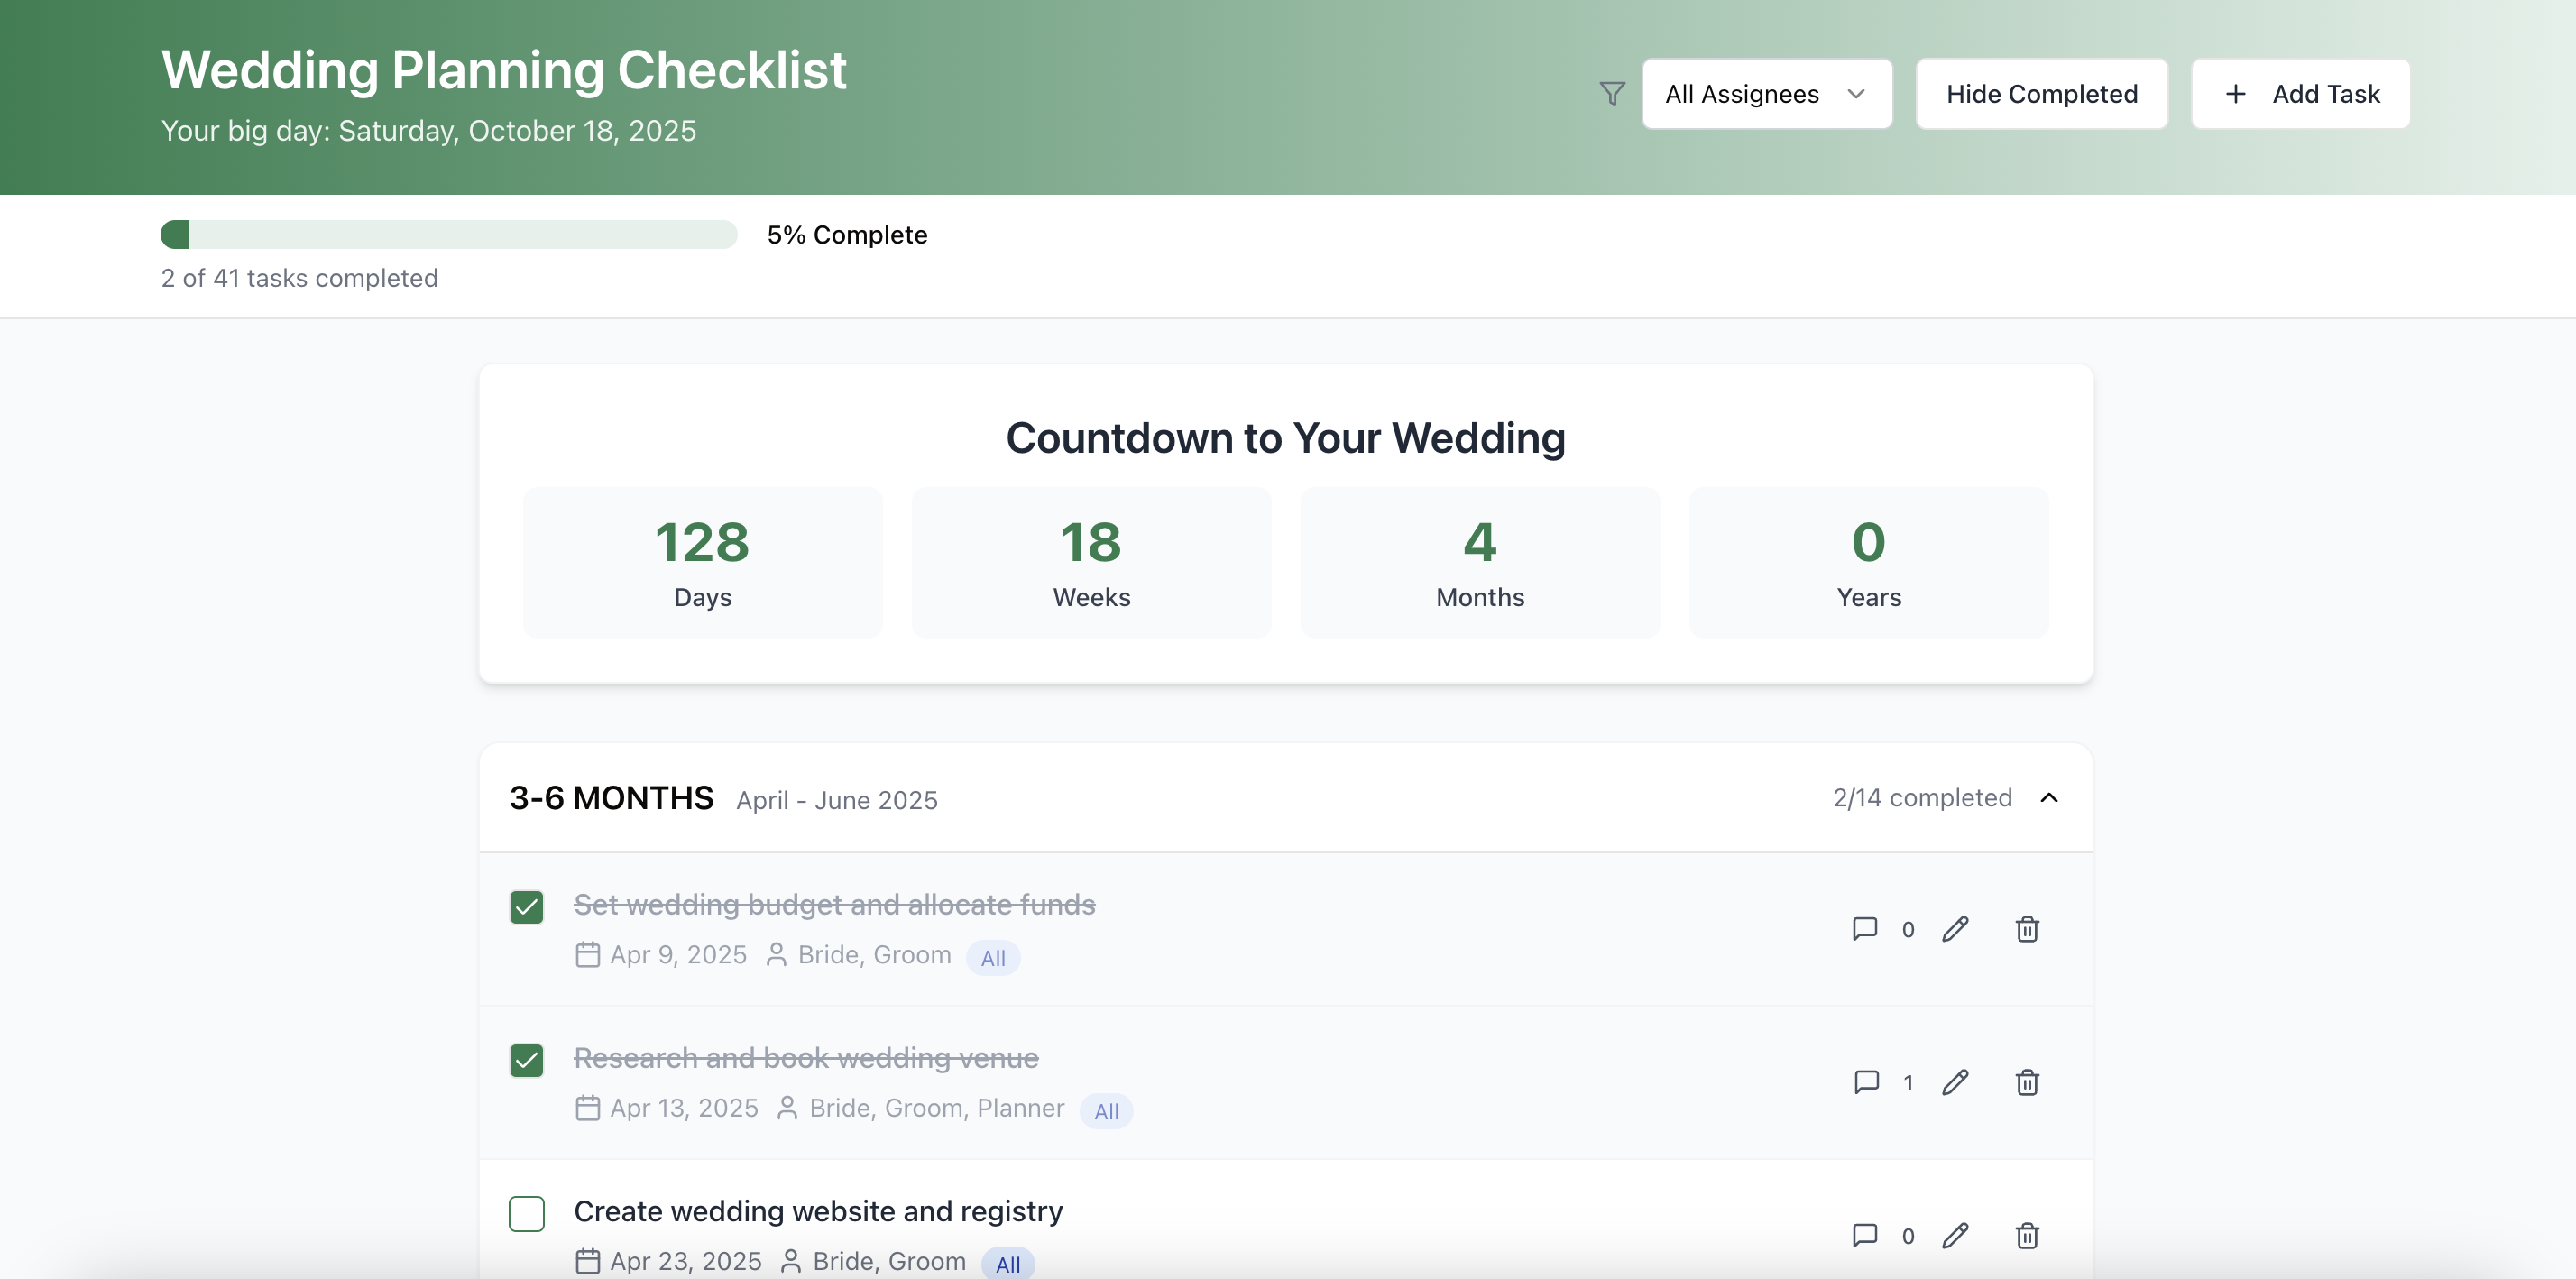 Wedding Planning Checklist
Your big day: Saturday, October 18, 2025
All Assignees
Hide Completed
+ Add Task
5% Complete
2 of 41 tasks completed
Countdown to Your Wedding
128
Days
18
Weeks
4
Months
0
Years
3-6 MONTHS April - June 2025
2/14 completed
Set wedding budget and allocate funds
Apr 9, 2025 Bride, Groom All
0
Research and book wedding venue
Apr 13, 2025 Bride, Groom, Planner All
1
Create wedding website and registry
Apr 23, 2025 Bride, Groom All
0